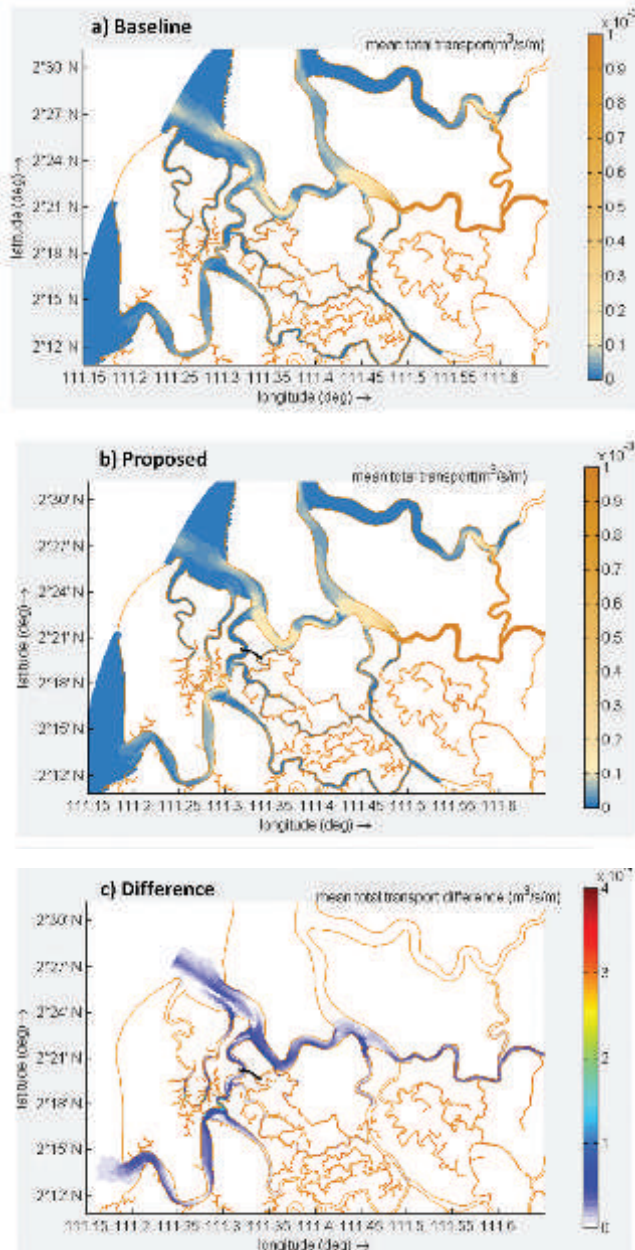 a) Baseline
mean total transport(m³/s/m)
2°30' N
2°27' N
2°24' N
2°21' N
2°18' N
2°15' N
2°12' N
latitude (deg) →
111.15 111.2 111.25 111.3 111.35 111.4 111.45 111.5 111.55 111.6
longitude (deg) →
1
0.9
0.8
0.7
0.6
0.5
0.4
0.3
0.2
0.1
0
b) Proposed
mean total transport(m³/s/m)
2°30' N
2°27' N
2°24' N
2°21' N
2°18' N
2°15' N
2°12' N
latitude (deg) →
111.15 111.2 111.25 111.3 111.35 111.4 111.45 111.5 111.55 111.6
longitude (deg) →
1
0.9
0.8
0.7
0.6
0.5
0.4
0.3
0.2
0.1
0
c) Difference
mean total transport difference (m³/s/m)
2°30' N
2°27' N
2°24' N
2°21' N
2°18' N
2°15' N
2°12' N
latitude (deg) →
111.15 111.2 111.25 111.3 111.35 111.4 111.45 111.5 111.55 111.6
longitude (deg) →
4
3
2
1
0